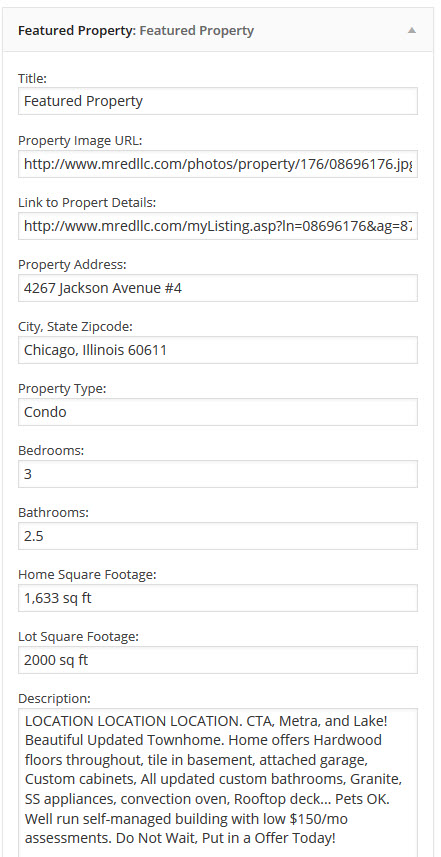 Featured Property: Featured Property
Title:
Featured Property
Property Image URL:
http://www.mredllc.com/photos/property/176/08696176.jpg
Link to Propert Details:
http://www.mredllc.com/myListing.asp?ln=08696176&ag=87
Property Address:
4267 Jackson Avenue #4
City, State Zipcode:
Chicago, Illinois 60611
Property Type:
Condo
Bedrooms:
3
Bathrooms:
2.5
Home Square Footage:
1,633 sq ft
Lot Square Footage:
2000 sq ft
Description:
LOCATION LOCATION LOCATION. CTA, Metra, and Lake!
Beautiful Updated Townhome. Home offers Hardwood
floors throughout, tile in basement, attached garage,
Custom cabinets, All updated custom bathrooms, Granite,
SS appliances, convection oven, Rooftop deck... Pets OK.
Well run self-managed building with low $150/mo
assessments. Do Not Wait, Put in a Offer Today!